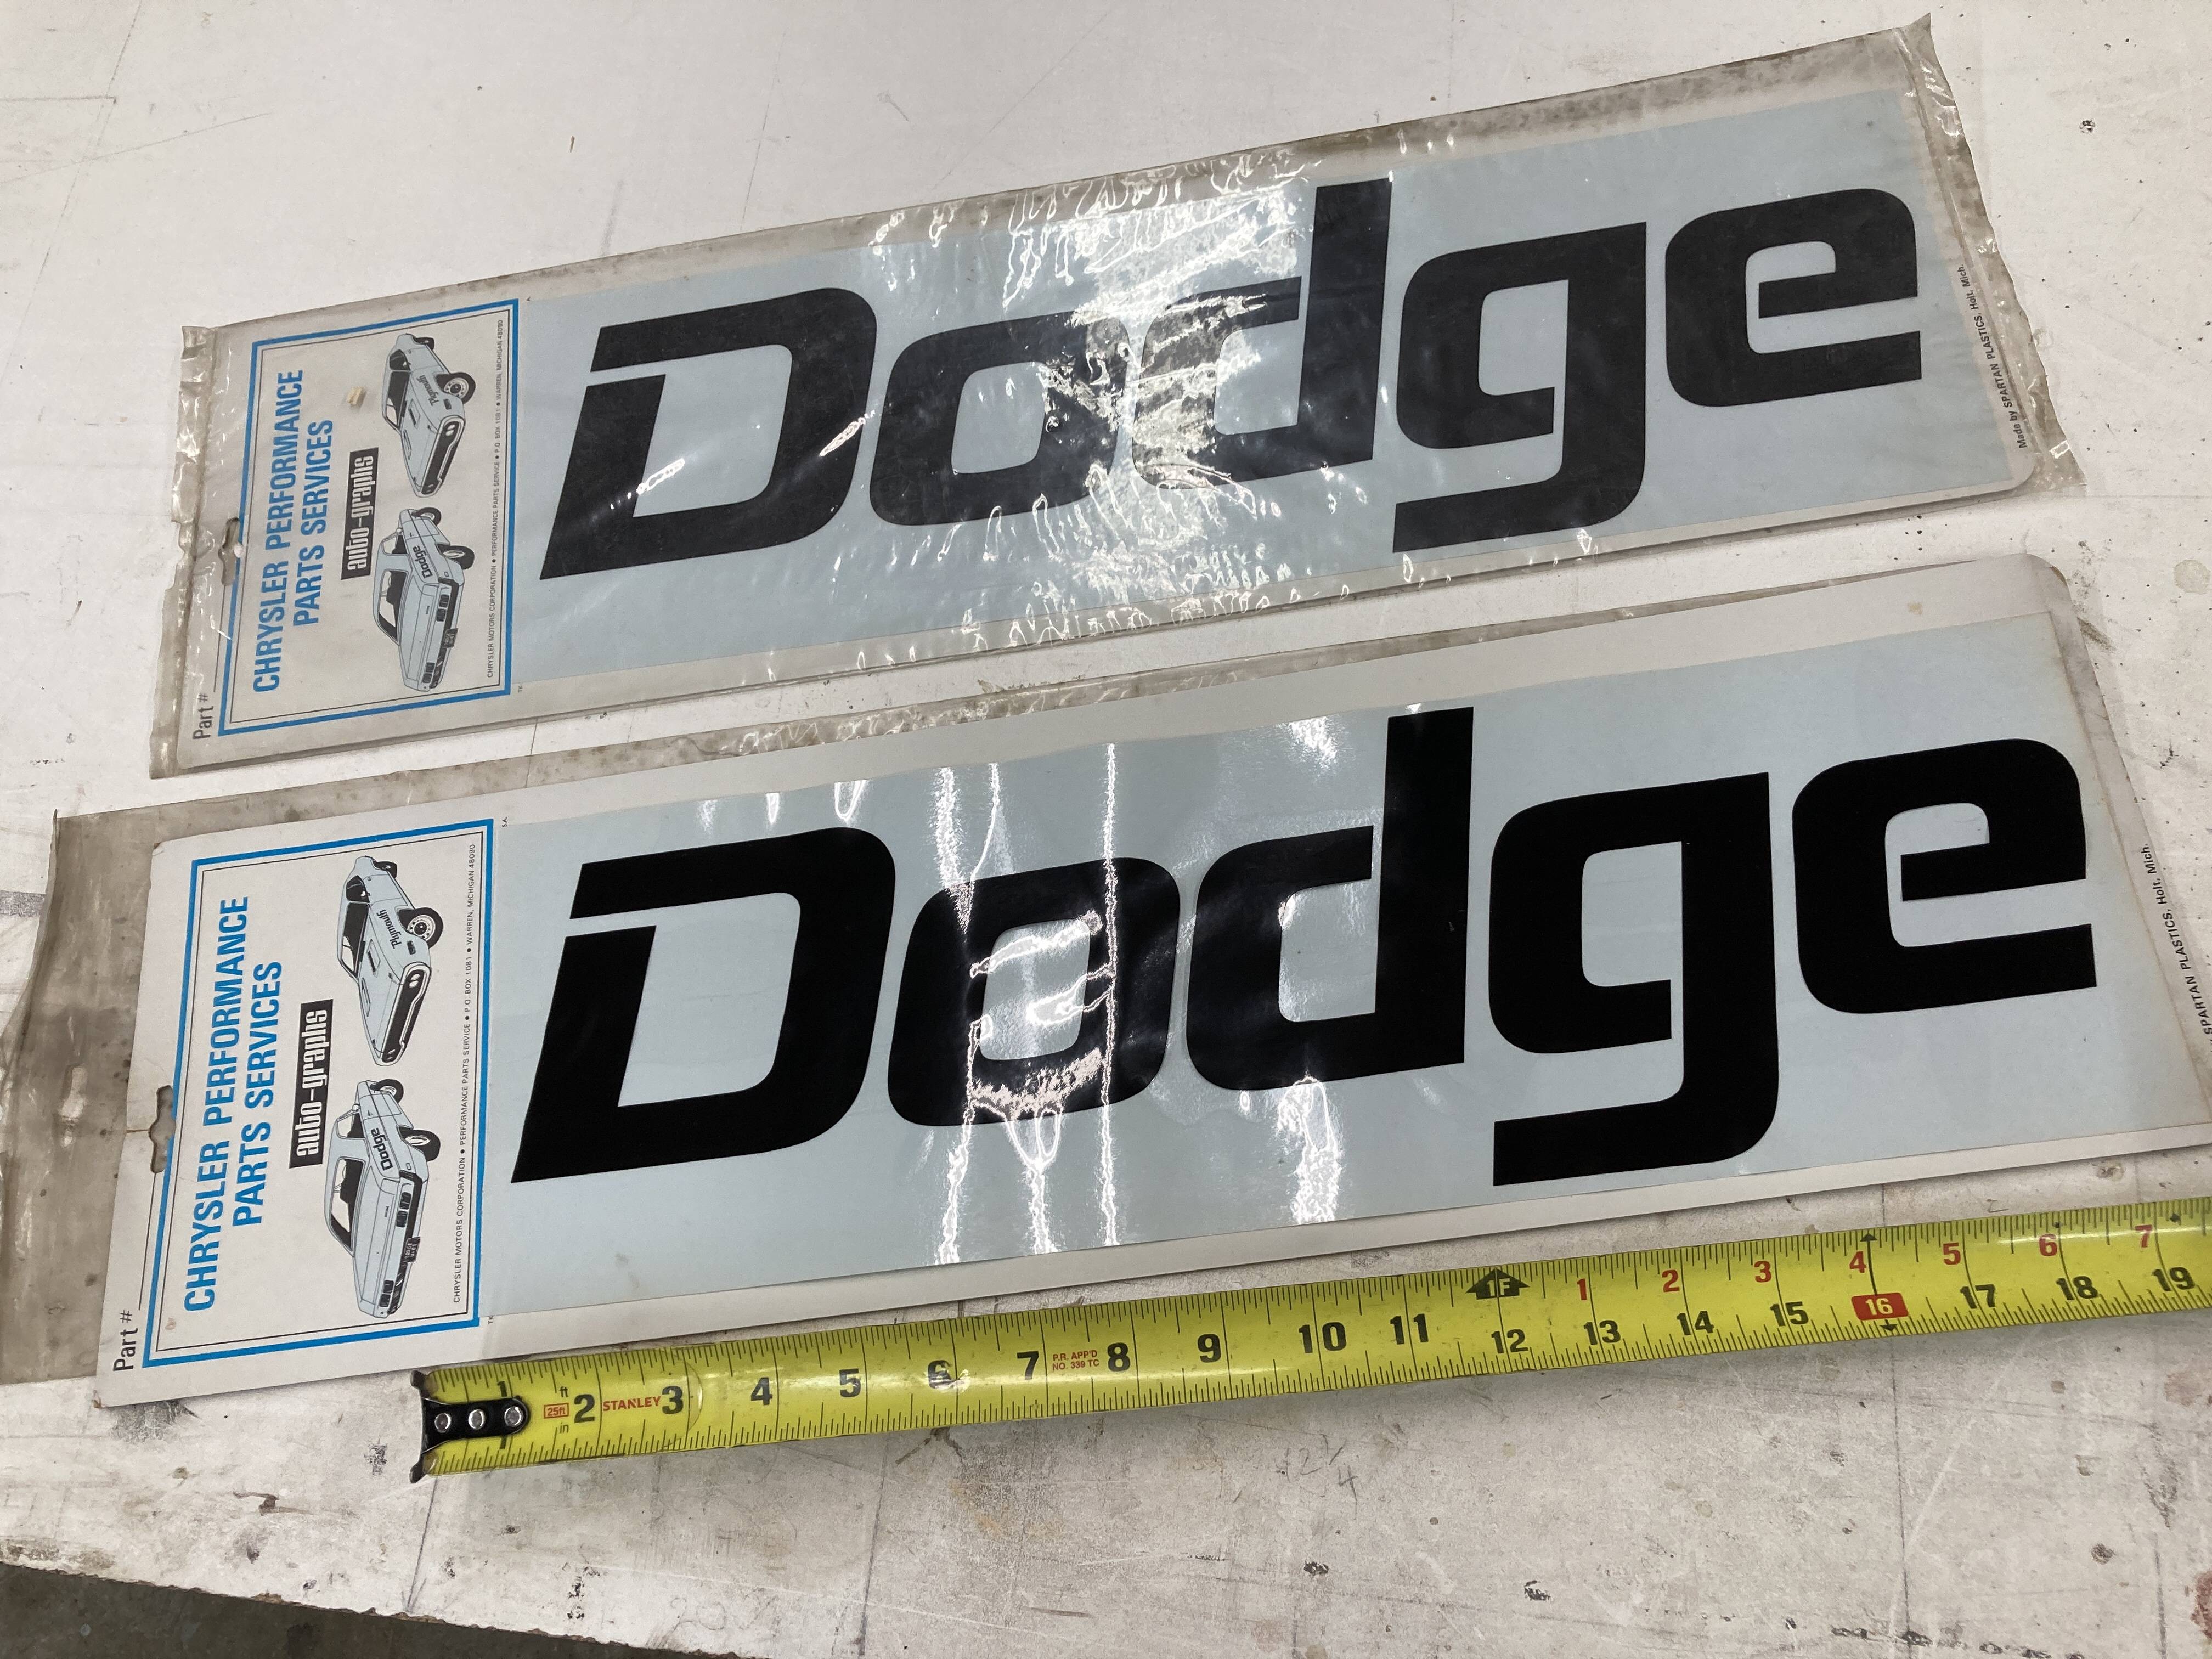 Part #
CHRYSLER PERFORMANCE
PARTS SERVICES
auto-graphs
Dodge
Plymouth
CHRYSLER MOTORS CORPORATION • PERFORMANCE PARTS SERVICE • P.O. BOX 1081 • WARREN, MICHIGAN 48090
Dodge
Made by SPARTAN PLASTICS, Holt, Mich.
Part #
CHRYSLER PERFORMANCE
PARTS SERVICES
auto-graphs
Dodge
Plymouth
CHRYSLER MOTORS CORPORATION • PERFORMANCE PARTS SERVICE • P.O. BOX 1081 • WARREN, MICHIGAN 48090
Dodge
SPARTAN PLASTICS, Holt, Mich.
1F 1 2 3 4 5 6 7
1 25ft ft in 2 STANLEY 3 4 5 6 7 P.R. APP'D NO. 339 TC 8 9 10 11 12 13 14 15 16 17 18 19